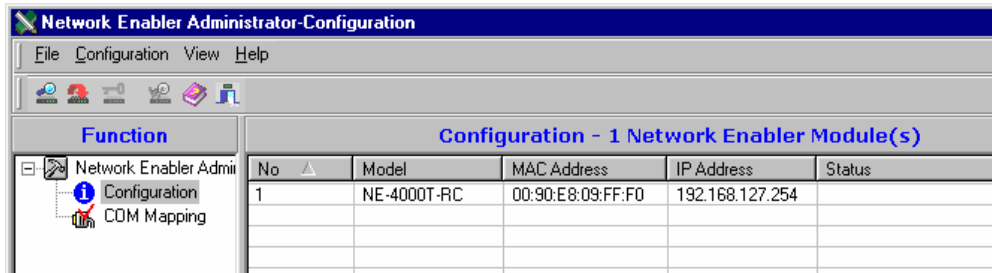 Network Enabler Administrator-Configuration
File Configuration View Help
Function
Configuration - 1 Network Enabler Module(s)
Network Enabler Admii
Configuration
COM Mapping
No Model MAC Address IP Address Status
1 NE-4000T-RC 00:90:E8:09:FF:F0 192.168.127.254